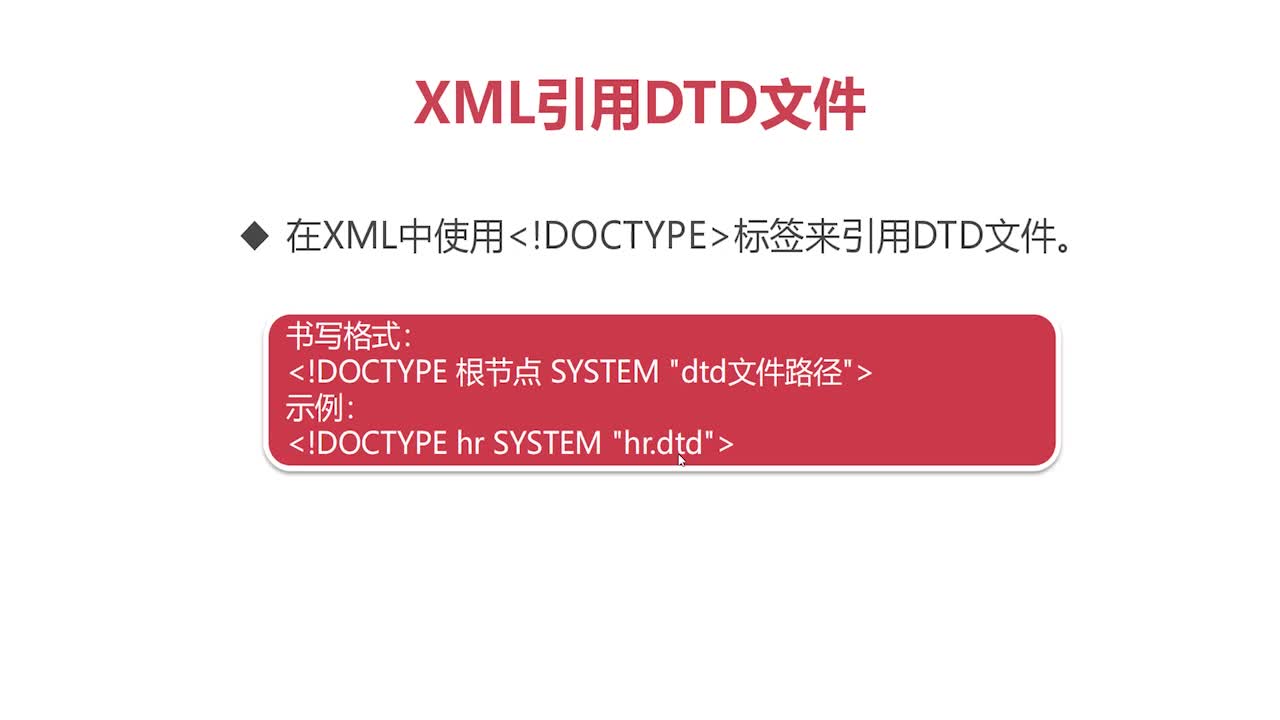 XML引用DTD文件
◆ 在XML中使用<!DOCTYPE>标签来引用DTD文件。
书写格式：
<!DOCTYPE 根节点 SYSTEM "dtd文件路径">
示例：
<!DOCTYPE hr SYSTEM "hr.dtd">